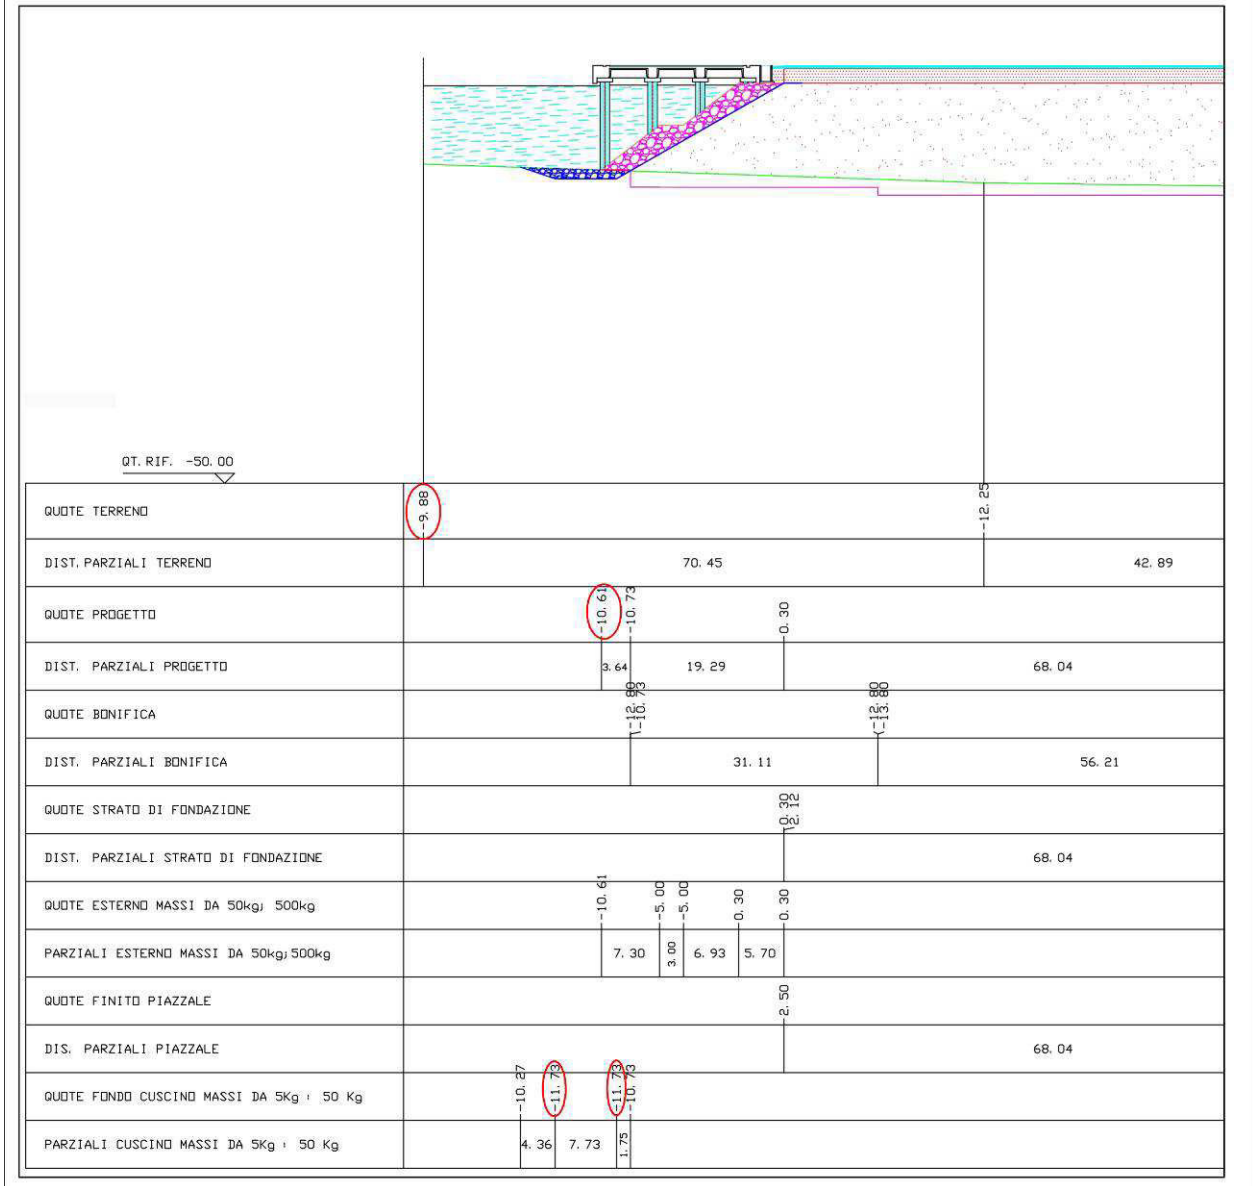 QT. RIF. -50. 00
QUOTE TERRENO
-9. 88
-12. 25
DIST. PARZIALI TERRENO
70. 45
42. 89
QUOTE PROGETTO
-10. 61
-10. 73
0. 30
DIST. PARZIALI PROGETTO
3. 64
19. 29
68. 04
QUOTE BONIFICA
-12. 80
-10. 73
-12. 80
-13. 80
DIST. PARZIALI BONIFICA
31. 11
56. 21
QUOTE STRATO DI FONDAZIONE
0. 30
2. 12
DIST. PARZIALI STRATO DI FONDAZIONE
68. 04
QUOTE ESTERNO MASSI DA 50kg; 500kg
-10. 61
-5. 00
-5. 00
0. 30
0. 30
PARZIALI ESTERNO MASSI DA 50kg; 500kg
7. 30
3. 00
6. 93
5. 70
QUOTE FINITO PIAZZALE
2. 50
DIS. PARZIALI PIAZZALE
68. 04
QUOTE FONDO CUSCINO MASSI DA 5Kg : 50 Kg
-10. 27
-11. 73
-11. 73
-10. 73
PARZIALI CUSCINO MASSI DA 5Kg : 50 Kg
4. 36
7. 73
1. 75